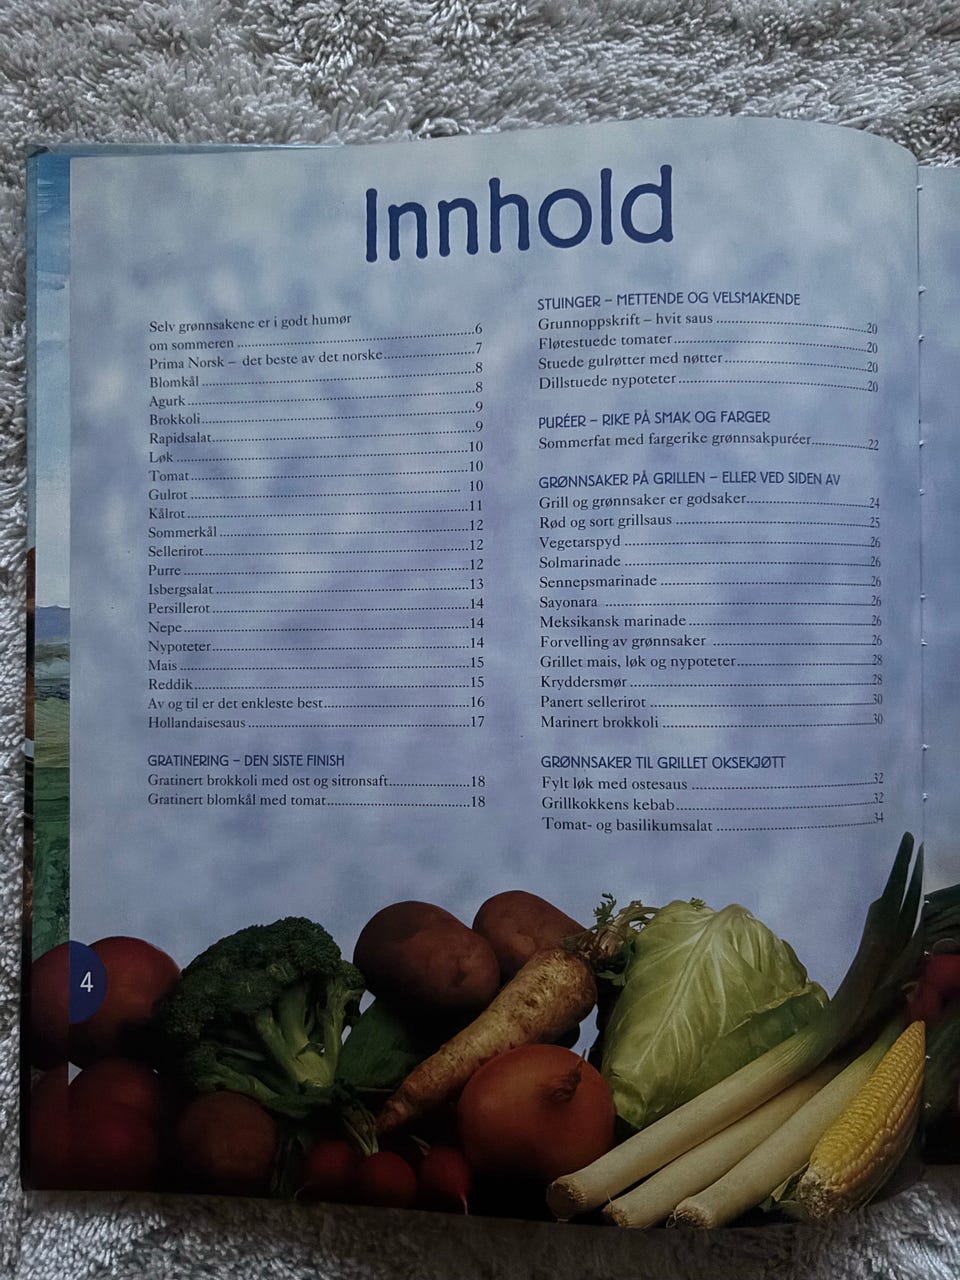 Innhold
Selv grønnsakene er i godt humør
om sommeren ........ 6
Prima Norsk – det beste av det norske ........ 7
Blomkål ........ 8
Agurk ........ 8
Brokkoli ........ 9
Rapidsalat ........ 9
Løk ........ 10
Tomat ........ 10
Gulrot ........ 10
Kålrot ........ 11
Sommerkål ........ 12
Sellerirot ........ 12
Purre ........ 12
Isbergsalat ........ 13
Persillerot ........ 14
Nepe ........ 14
Nypoteter ........ 14
Mais ........ 15
Reddik ........ 15
Av og til er det enkleste best ........ 16
Hollandaisesaus ........ 17
GRATINERING – DEN SISTE FINISH
Gratinert brokkoli med ost og sitronsaft ........ 18
Gratinert blomkål med tomat ........ 18
STUINGER – METTENDE OG VELSMAKENDE
Grunnoppskrift – hvit saus ........ 20
Fløtestuede tomater ........ 20
Stuede gulrøtter med nøtter ........ 20
Dillstuede nypoteter ........ 20
PURÉER – RIKE PÅ SMAK OG FARGER
Sommerfat med fargerike grønnsakpuréer ........ 22
GRØNNSAKER PÅ GRILLEN – ELLER VED SIDEN AV
Grill og grønnsaker er godsaker ........ 24
Rød og sort grillsaus ........ 25
Vegetarspyd ........ 26
Solmarinade ........ 26
Sennepsmarinade ........ 26
Sayonara ........ 26
Meksikansk marinade ........ 26
Forvelling av grønnsaker ........ 26
Grillet mais, løk og nypoteter ........ 28
Kryddersmør ........ 28
Panert sellerirot ........ 30
Marinert brokkoli ........ 30
GRØNNSAKER TIL GRILLET OKSEKJØTT
Fylt løk med ostesaus ........ 32
Grillkokkens kebab ........ 32
Tomat- og basilikumsalat ........ 34
4